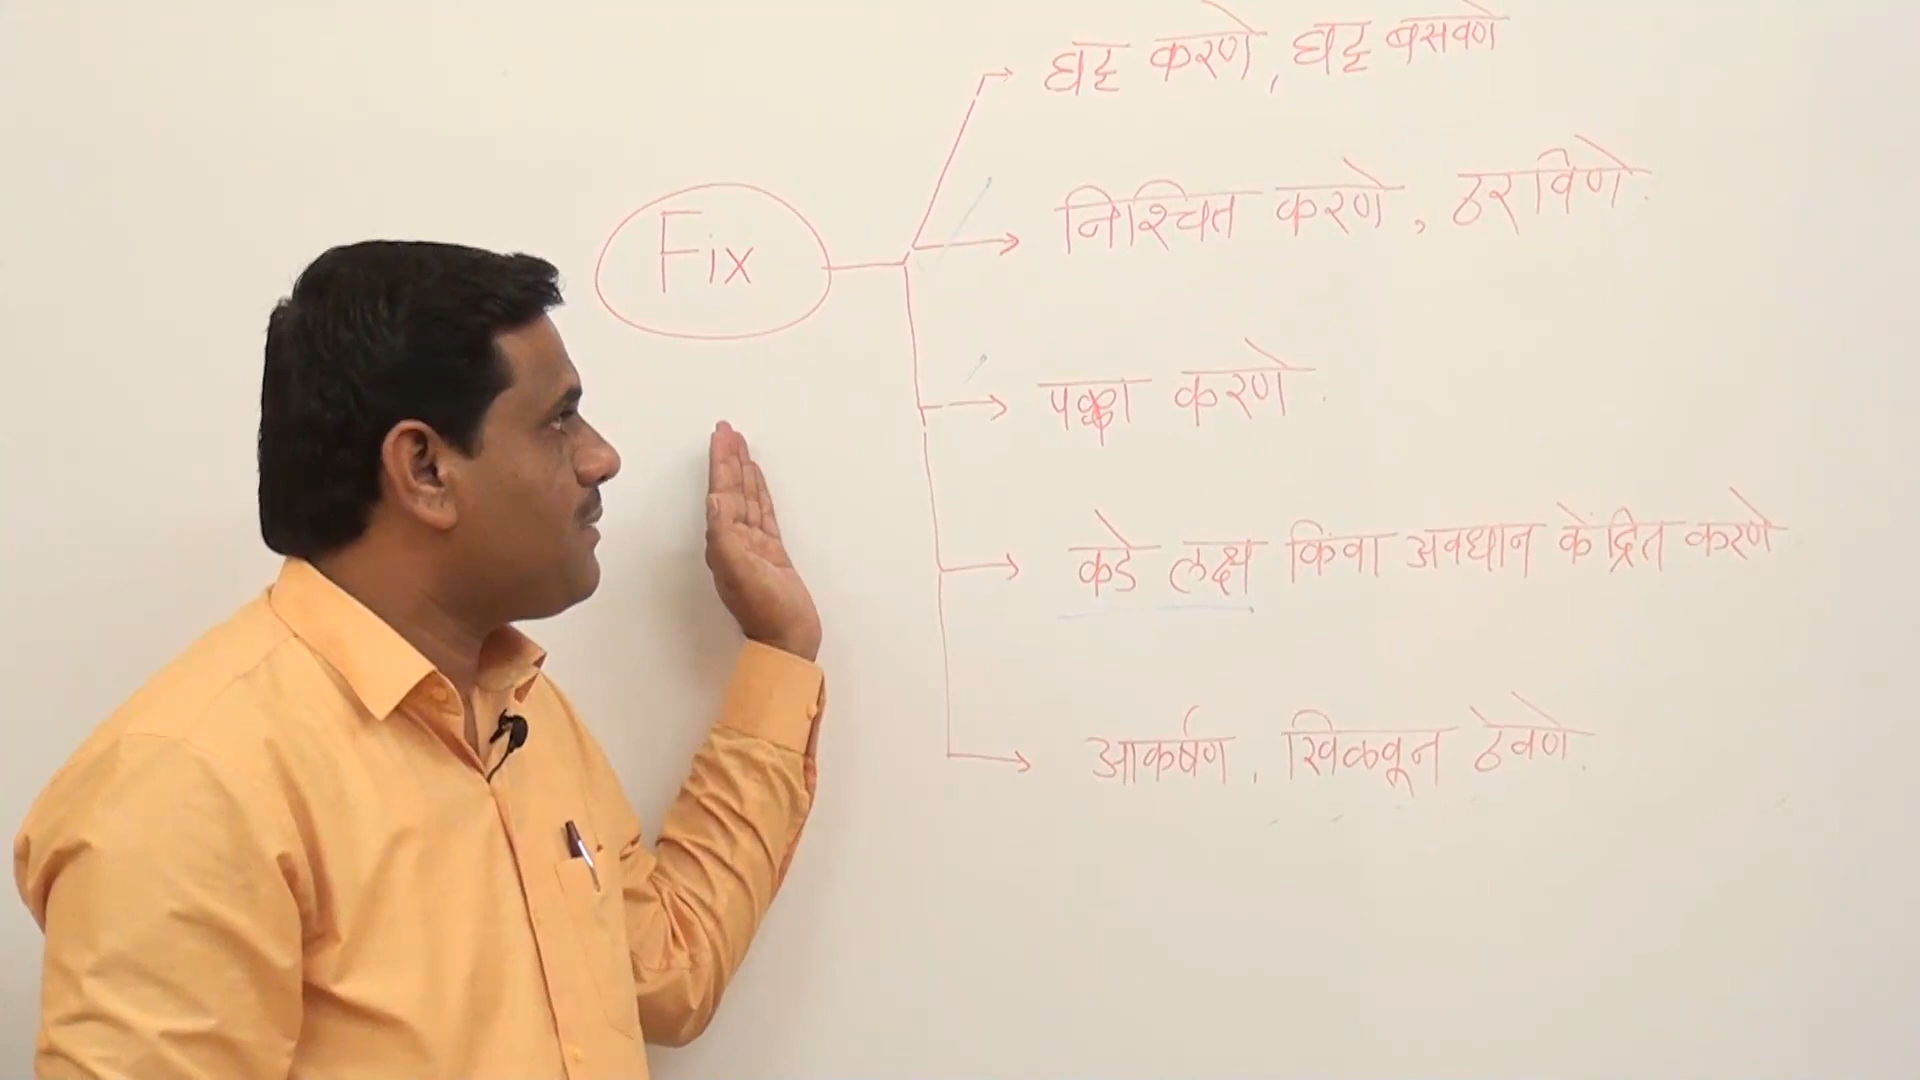 घट्ट करणे, घट्ट बसवणे
Fix
निश्चित करणे, ठरविणे.
पक्का करणे.
कडे लक्ष किंवा अवधान केंद्रित करणे
आकर्षण, खिळवून ठेवणे.